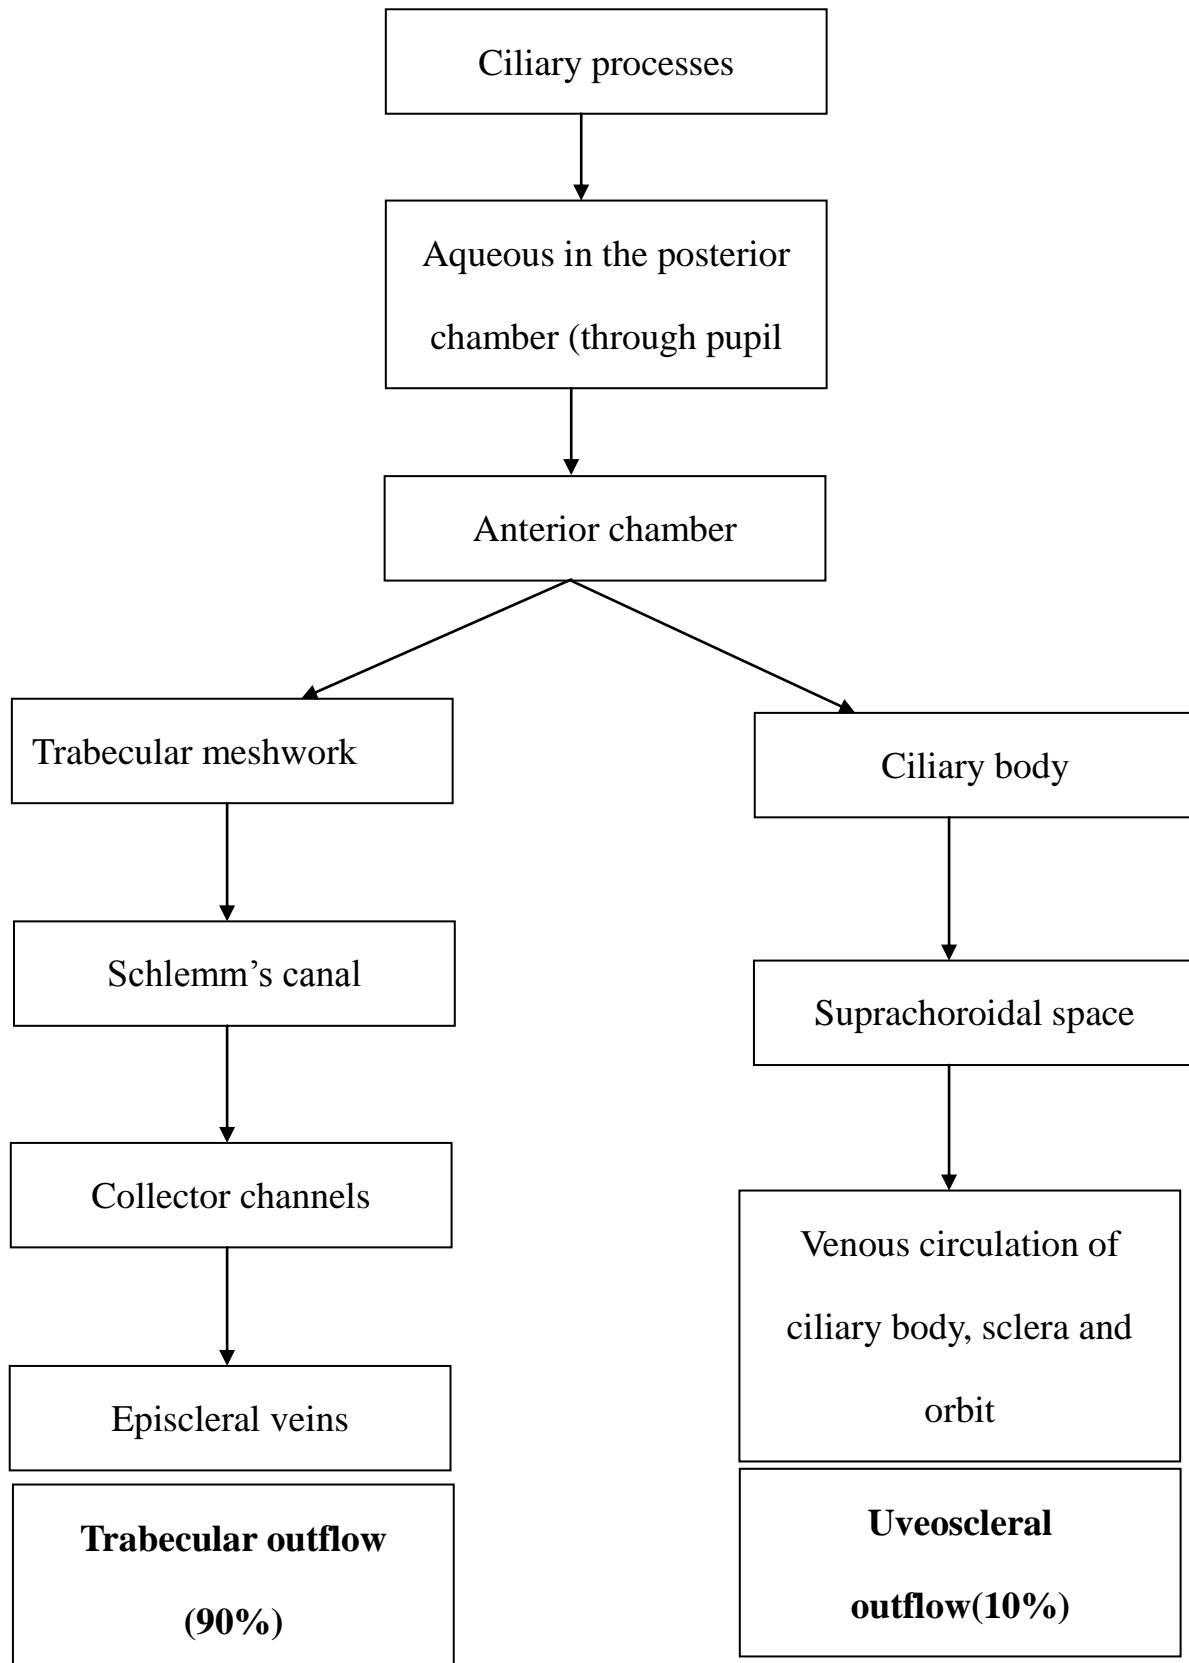 Ciliary processes
Aqueous in the posterior
chamber (through pupil
Anterior chamber
Trabecular meshwork
Schlemm’s canal
Collector channels
Episcleral veins
Trabecular outflow
(90%)
Ciliary body
Suprachoroidal space
Venous circulation of
ciliary body, sclera and
orbit
Uveoscleral
outflow(10%)